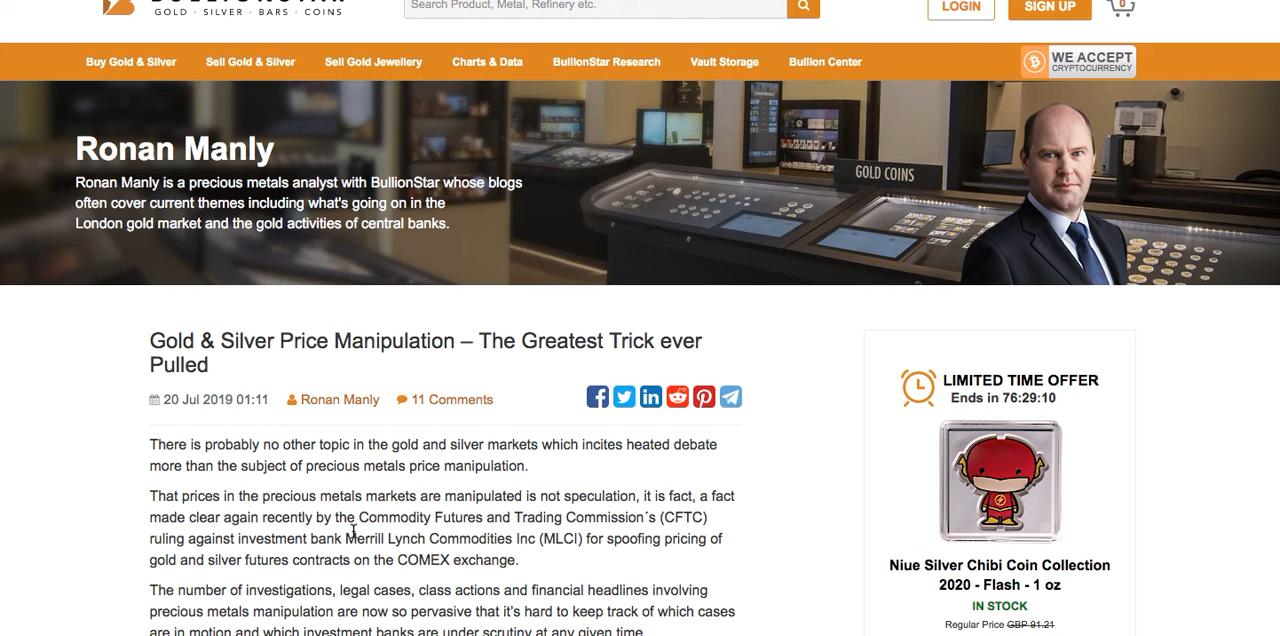 GOLD · SILVER · BARS · COINS
Search Product, Metal, Refinery etc.
LOGIN
SIGN UP
0
Buy Gold & Silver
Sell Gold & Silver
Sell Gold Jewellery
Charts & Data
BullionStar Research
Vault Storage
Bullion Center
WE ACCEPT
CRYPTOCURRENCY
Ronan Manly
Ronan Manly is a precious metals analyst with BullionStar whose blogs
often cover current themes including what's going on in the
London gold market and the gold activities of central banks.
GOLD COINS
Gold & Silver Price Manipulation – The Greatest Trick ever
Pulled
20 Jul 2019 01:11
Ronan Manly
11 Comments
There is probably no other topic in the gold and silver markets which incites heated debate
more than the subject of precious metals price manipulation.
That prices in the precious metals markets are manipulated is not speculation, it is fact, a fact
made clear again recently by the Commodity Futures and Trading Commission´s (CFTC)
ruling against investment bank Merrill Lynch Commodities Inc (MLCI) for spoofing pricing of
gold and silver futures contracts on the COMEX exchange.
The number of investigations, legal cases, class actions and financial headlines involving
precious metals manipulation are now so pervasive that it's hard to keep track of which cases
are in motion and which investment banks are under scrutiny at any given time.
LIMITED TIME OFFER
Ends in 76:29:10
Niue Silver Chibi Coin Collection
2020 - Flash - 1 oz
IN STOCK
Regular Price GBP 91.21